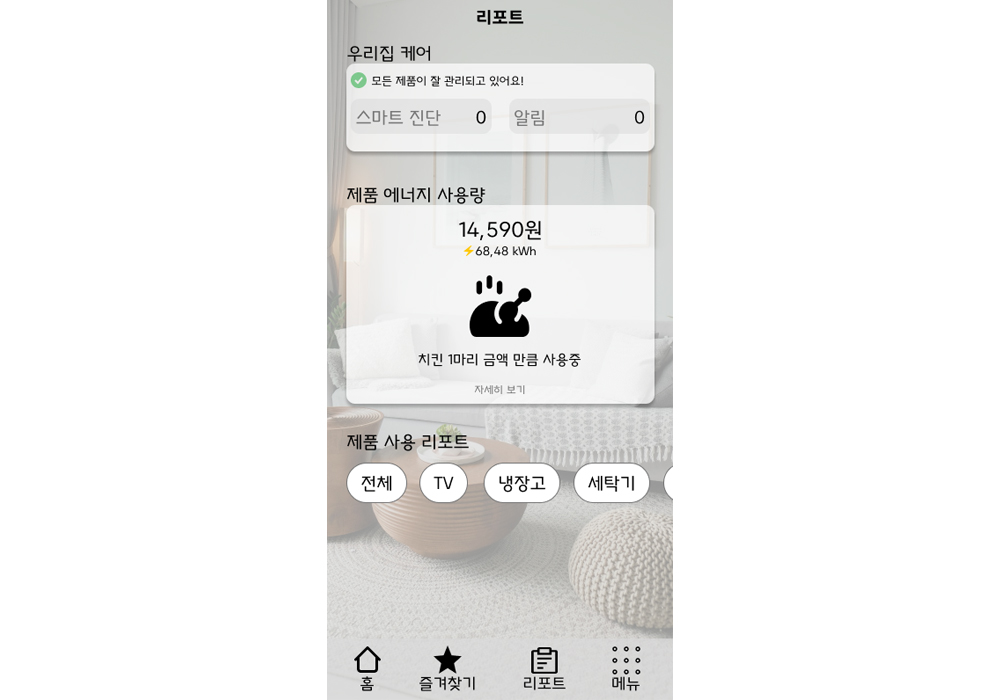 리포트
우리집 케어
모든 제품이 잘 관리되고 있어요!
스마트 진단 0 알림 0
제품 에너지 사용량
14,590원
⚡68,48 kWh
치킨 1마리 금액 만큼 사용중
자세히 보기
제품 사용 리포트
전체 TV 냉장고 세탁기
홈 즐겨찾기 리포트 메뉴